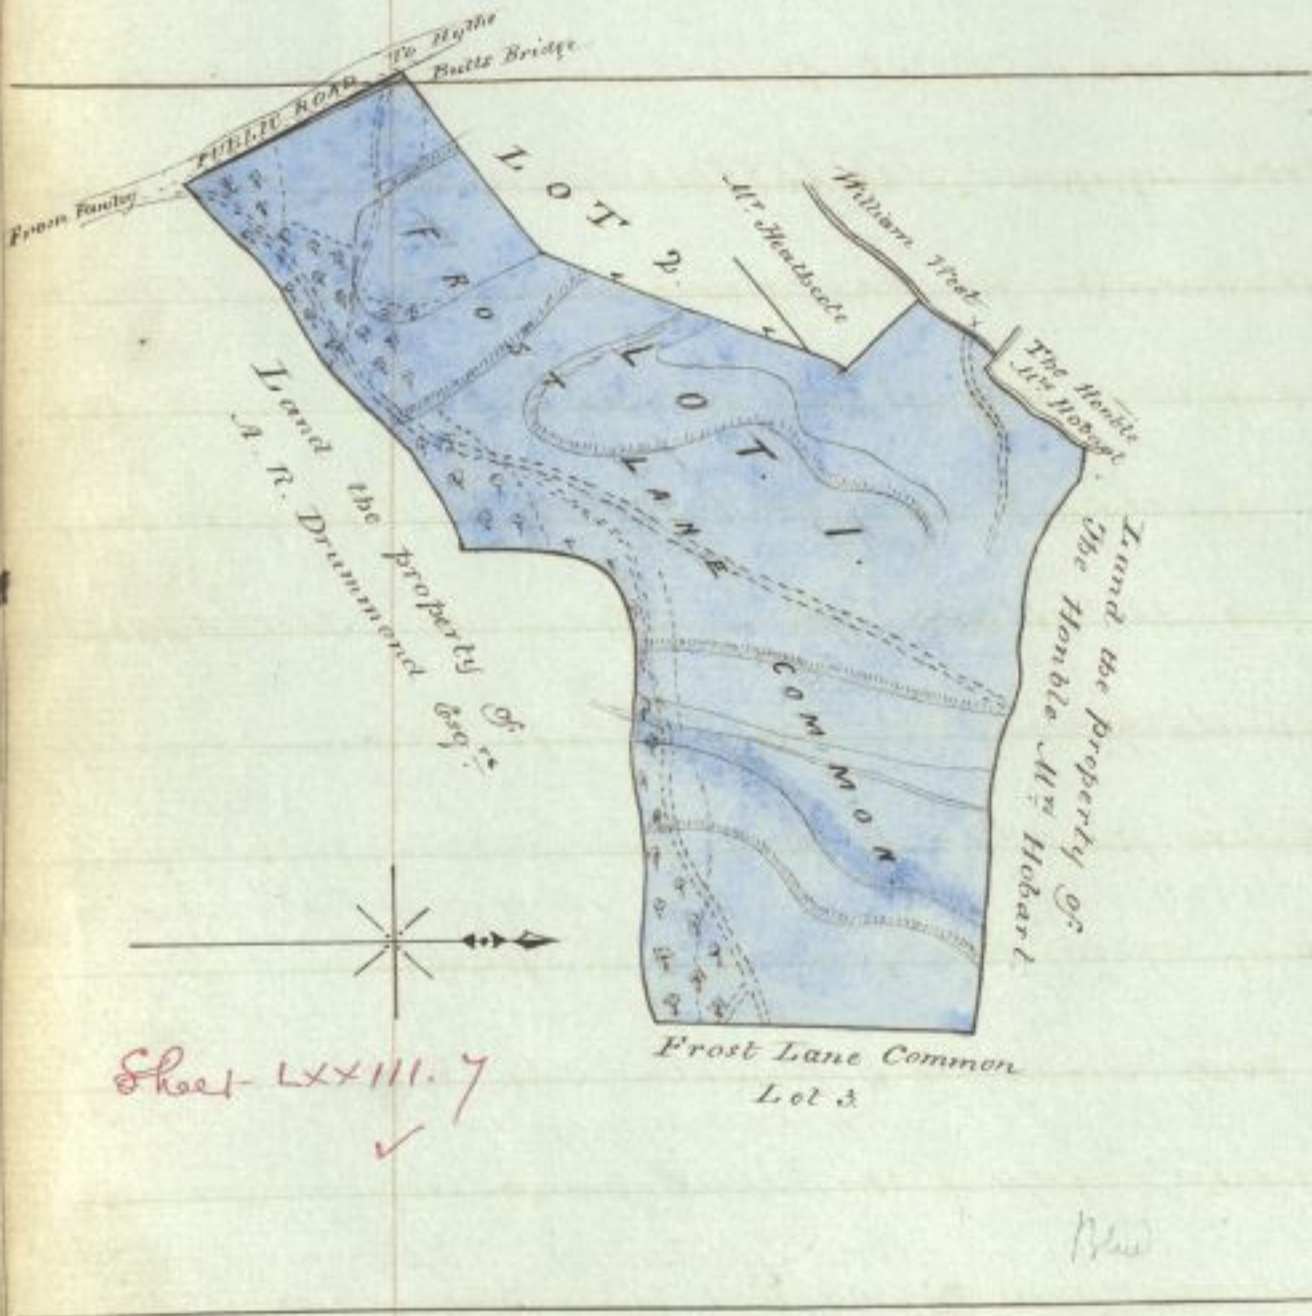 To Hythe
Butts Bridge
PUBLIC ROAD
From Fawley
LOT 2.
Mr. Heathcote
William West
The Honble
Mrs. Hobart
FROST
LANE
COMMON
LOT. 1.
Land the property of
A. R. Drummond Esqre.
Land the property of
The Honble. Mrs. Hobart
Frost Lane Common
Lot 3.
Sheet LXXIII. 7
Blue